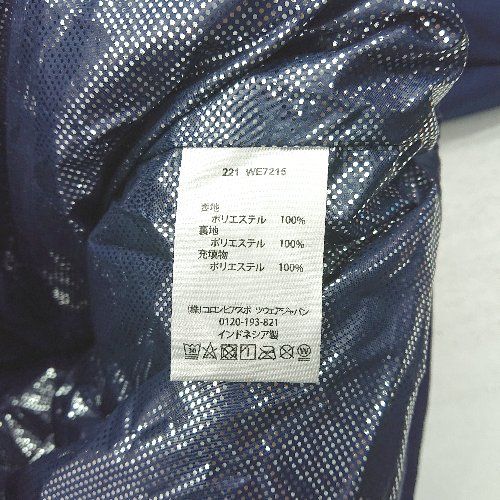 221 WE7215
表地
ポリエステル 100%
裏地
ポリエステル 100%
充填物
ポリエステル 100%
(株)コロンビアスポーツウェアジャパン
0120-193-821
インドネシア製